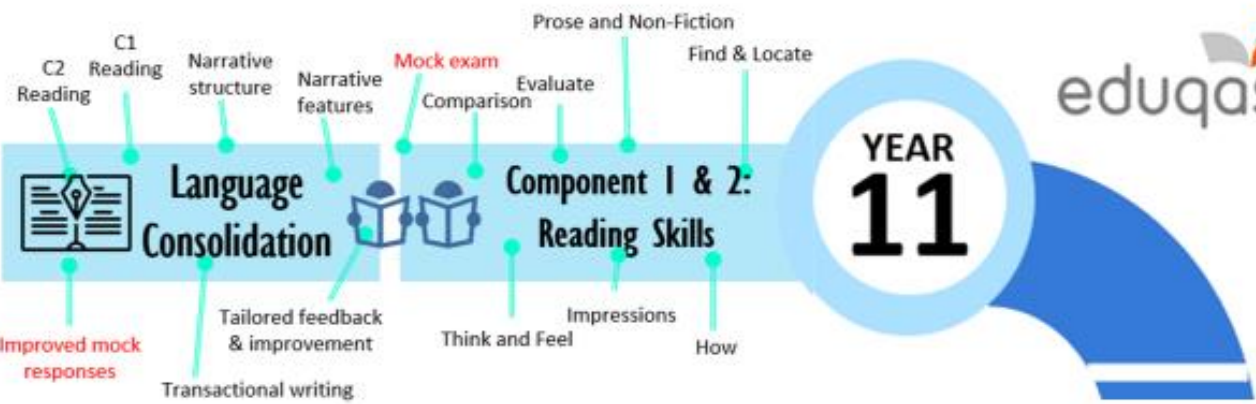 Prose and Non-Fiction
C1
Reading
C2
Reading
Narrative
structure
Narrative
features
Mock exam
Comparison
Evaluate
Find & Locate
eduqas
YEAR
11
Language
Consolidation
Component 1 & 2:
Reading Skills
Improved mock
responses
Transactional writing
Tailored feedback
& improvement
Think and Feel
Impressions
How